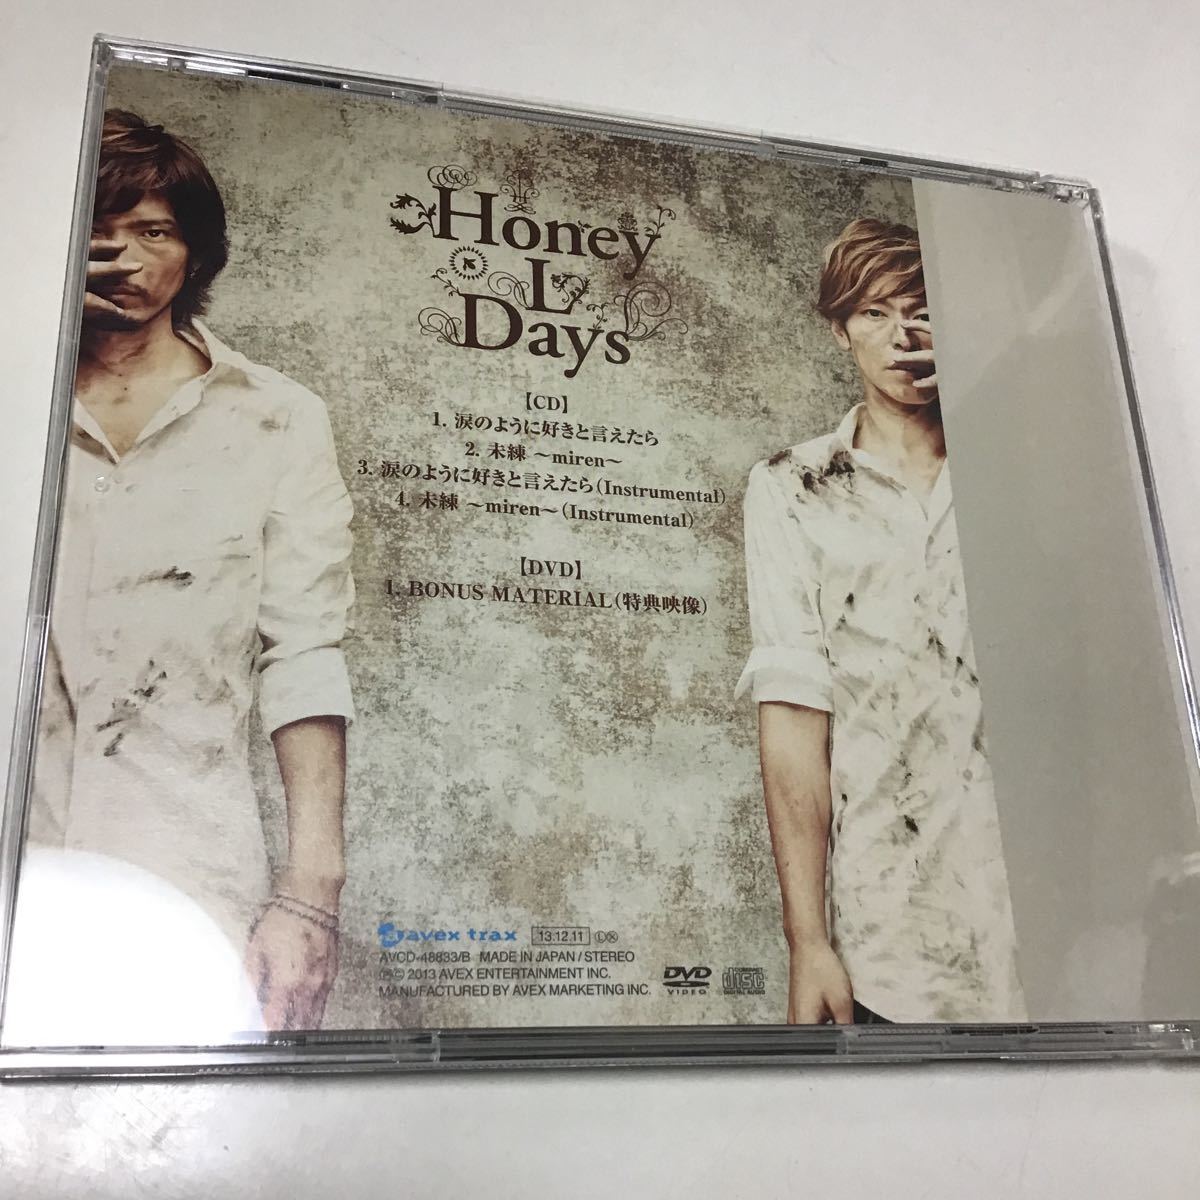 Honey
L
Days
【CD】
1. 涙のように好きと言えたら
2. 未練 ～miren～
3. 涙のように好きと言えたら(Instrumental)
4. 未練 ～miren～(Instrumental)
【DVD】
1. BONUS MATERIAL(特典映像)
avex trax 13.12.11 Ⓛ Ⓧ
AVCD-48833/B MADE IN JAPAN / STEREO
Ⓟ© 2013 AVEX ENTERTAINMENT INC.
MANUFACTURED BY AVEX MARKETING INC.
DVD VIDEO
COMPACT disc DIGITAL AUDIO